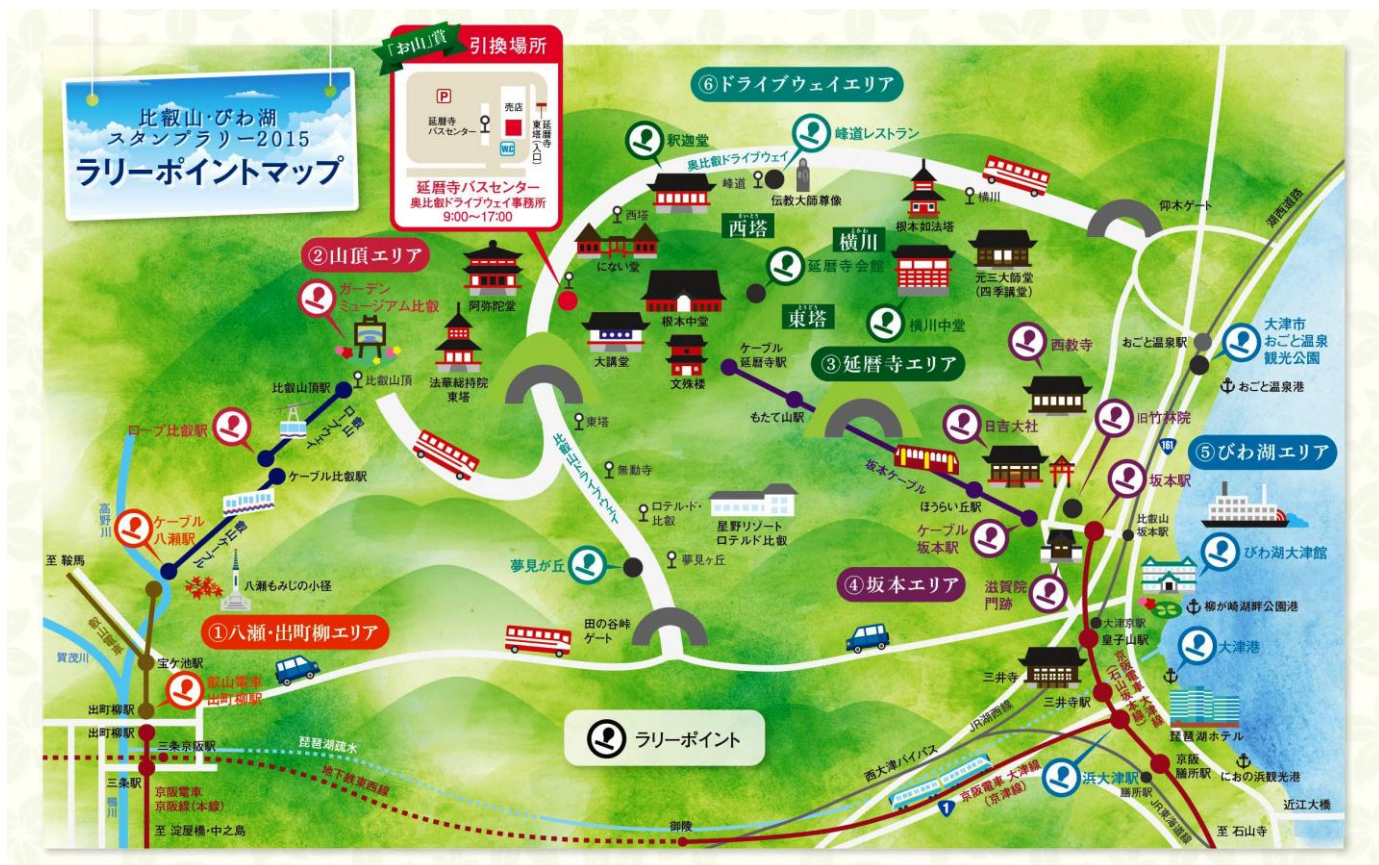 比叡山・びわ湖
スタンプラリー2015
ラリーポイントマップ
「お山」賞
引換場所
P
売店
延暦寺
バスセンター
延暦寺
東塔(入口)
W.C
延暦寺バスセンター
奥比叡ドライブウェイ事務所
9:00〜17:00
⑥ドライブウェイエリア
釈迦堂
奥比叡ドライブウェイ
峰道レストラン
峰道
伝教大師尊像
横川
根本如法塔
仰木ゲート
湖西道路
西塔
にない堂
さいとう
西塔
よかわ
横川
延暦寺会館
元三大師堂
(四季講堂)
②山頂エリア
ガーデン
ミュージアム比叡
阿弥陀堂
根本中堂
とうどう
東塔
横川中堂
大講堂
文殊楼
法華総持院
東塔
ケーブル
延暦寺駅
③延暦寺エリア
西教寺
おごと温泉駅
大津市
おごと温泉
観光公園
おごと温泉港
比叡山頂駅
比叡山頂
叡山
ロープウェイ
ロープ比叡駅
ケーブル比叡駅
もたて山駅
日吉大社
旧竹林院
161
⑤びわ湖エリア
東塔
比叡山ドライブウェイ
無動寺
坂本ケーブル
ほうらい丘駅
坂本駅
高野川
ケーブル
八瀬駅
叡山ケーブル
ロテル・ド・
比叡
星野リゾート
ロテルド比叡
ケーブル
坂本駅
比叡山
坂本駅
びわ湖大津館
至 鞍馬
八瀬もみじの小径
夢見が丘
夢見ヶ丘
④坂本エリア
滋賀院
門跡
柳が崎湖畔公園港
①八瀬・出町柳エリア
田の谷峠
ゲート
大津京駅
皇子山駅
大津港
叡山電車
賀茂川
宝ケ池駅
叡山電車
出町柳駅
出町柳駅
出町柳駅
三井寺
三井寺駅
京阪電車 大津線
(石山坂本線)
琵琶湖ホテル
ラリーポイント
JR湖西線
三条京阪駅
琵琶湖疏水
地下鉄東西線
西大津バイパス
三条駅
京阪電車
京阪線(本線)
鴨川
京阪電車 大津線
(京津線)
1
浜大津駅
京阪
膳所駅
膳所駅
におの浜観光港
JR東海道線
近江大橋
至 淀屋橋・中之島
御陵
至 石山寺